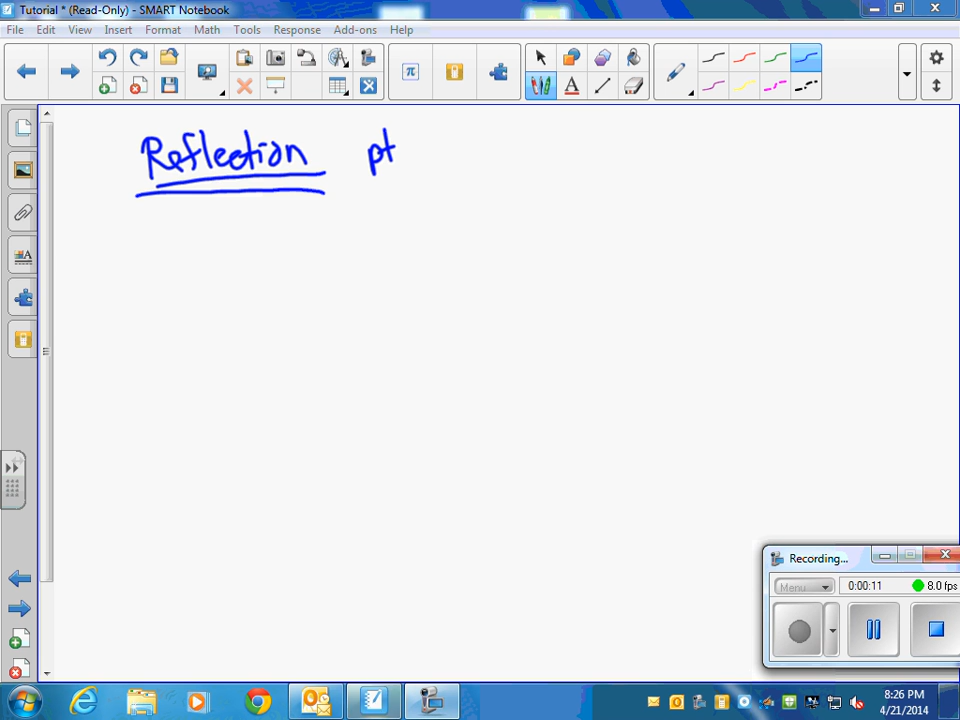 Tutorial * (Read-Only) - SMART Notebook
File Edit View Insert Format Math Tools Response Add-ons Help
Reflection pt
Recording...
Menu 0:00:11 8.0 fps
8:26 PM
4/21/2014